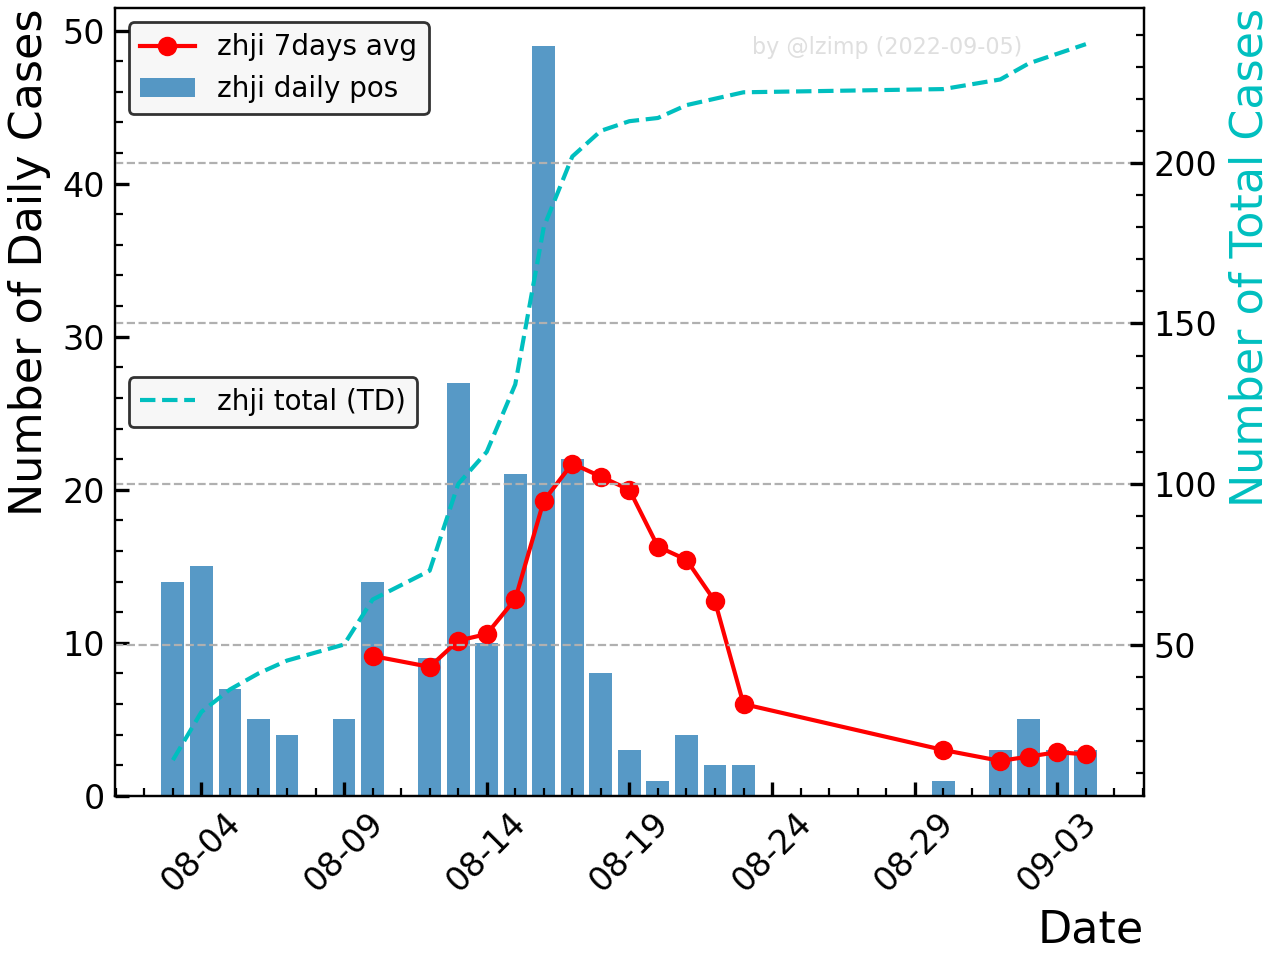 zhji 7days avg
zhji daily pos
by @lzimp (2022-09-05)
zhji total (TD)
Number of Daily Cases
50
40
30
20
10
0
Number of Total Cases
200
150
100
50
08-04
08-09
08-14
08-19
08-24
08-29
09-03
Date